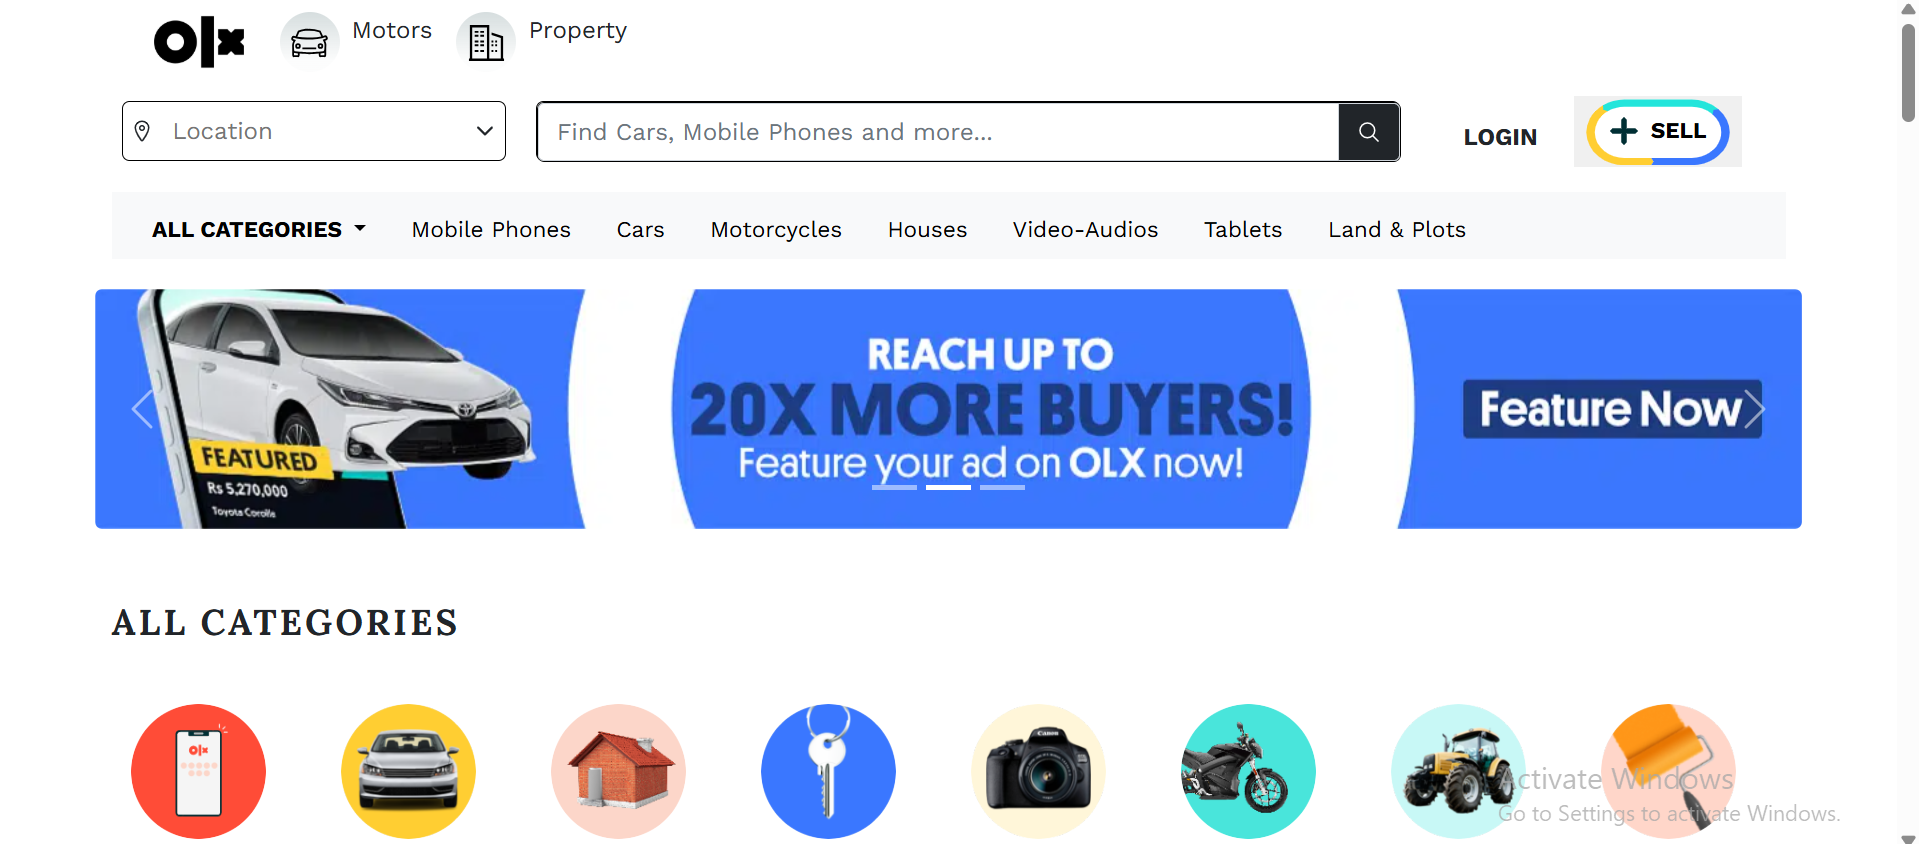 olx
Motors
Property
Location
Find Cars, Mobile Phones and more...
LOGIN
SELL
ALL CATEGORIES
Mobile Phones
Cars
Motorcycles
Houses
Video-Audios
Tablets
Land & Plots
FEATURED
Rs 5,270,000
Toyota Corolla
REACH UP TO
20X MORE BUYERS!
Feature your ad on OLX now!
Feature Now
ALL CATEGORIES
olx
Canon
Activate Windows
Go to Settings to activate Windows.